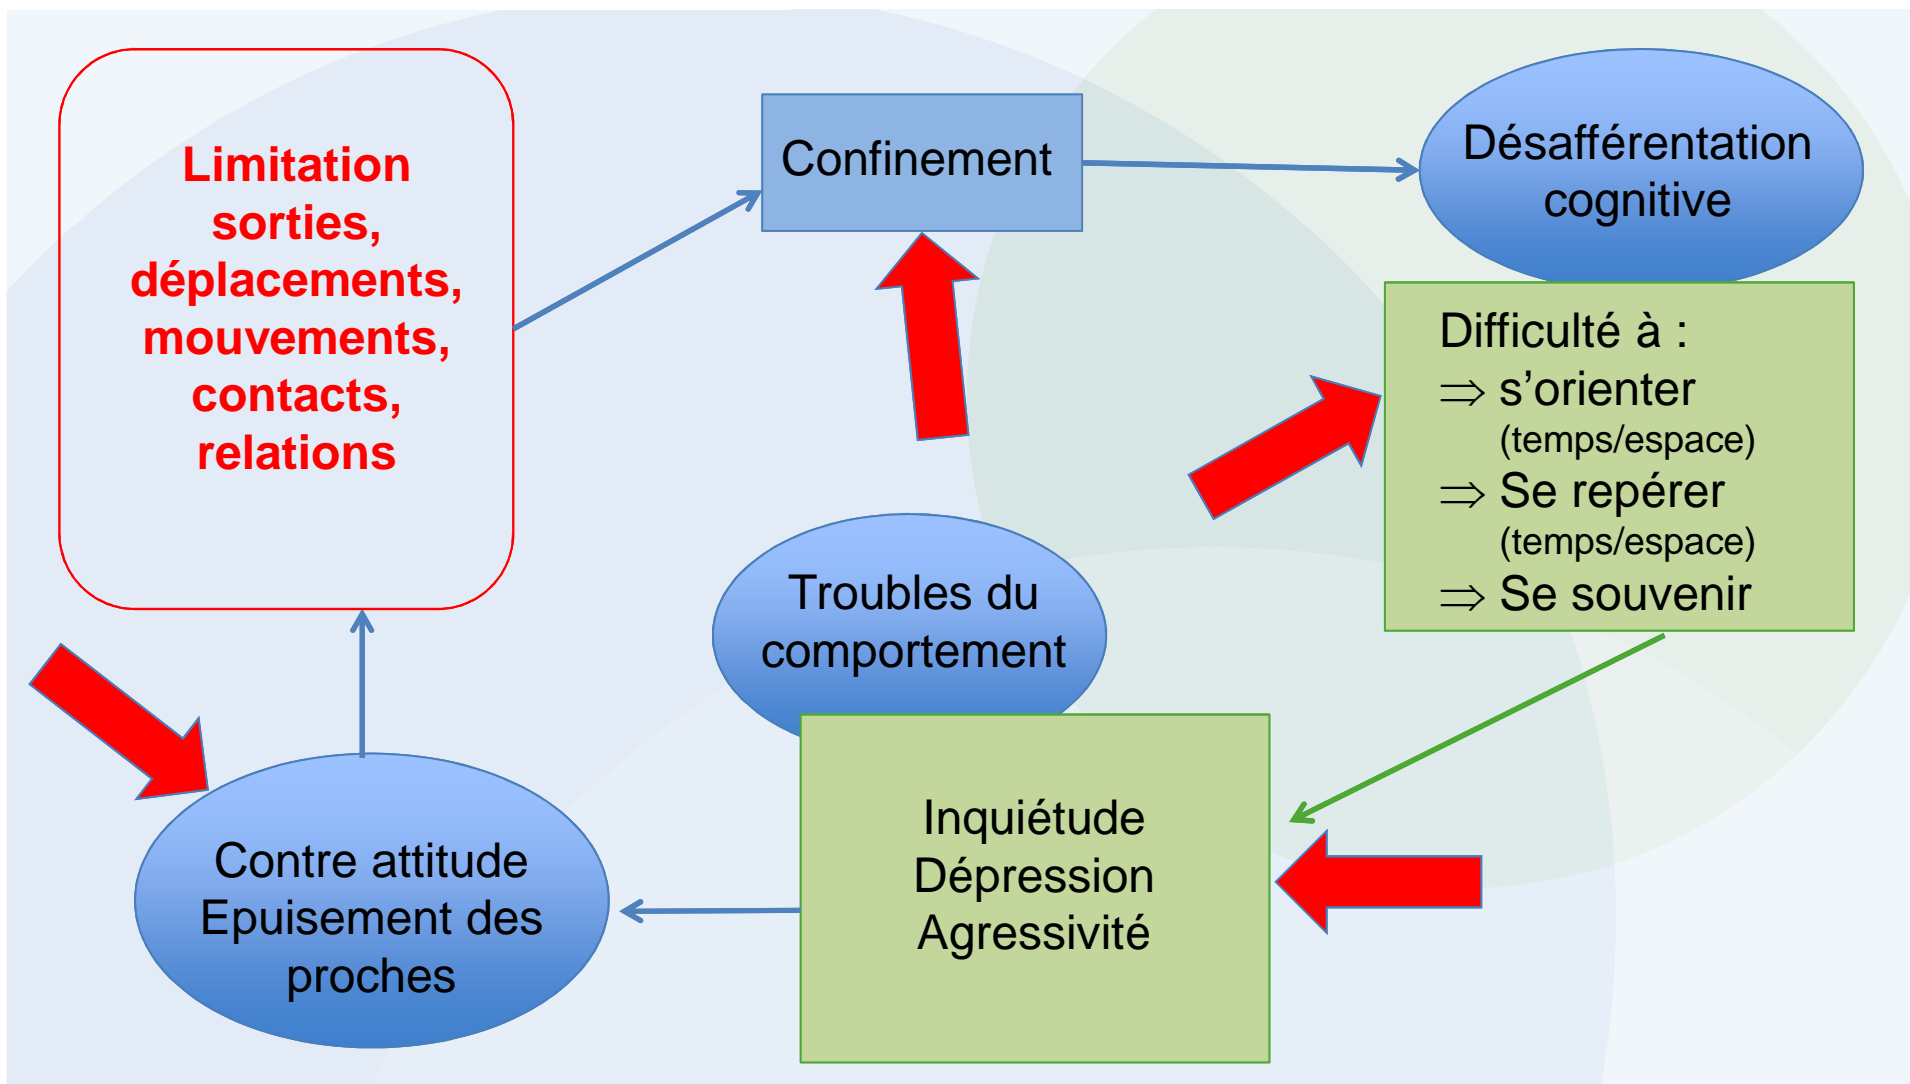 Limitation
sorties,
déplacements,
mouvements,
contacts,
relations
Confinement
Désafférentation
cognitive
Difficulté à :
⇒ s’orienter
(temps/espace)
⇒ Se repérer
(temps/espace)
⇒ Se souvenir
Troubles du
comportement
Inquiétude
Dépression
Agressivité
Contre attitude
Epuisement des
proches